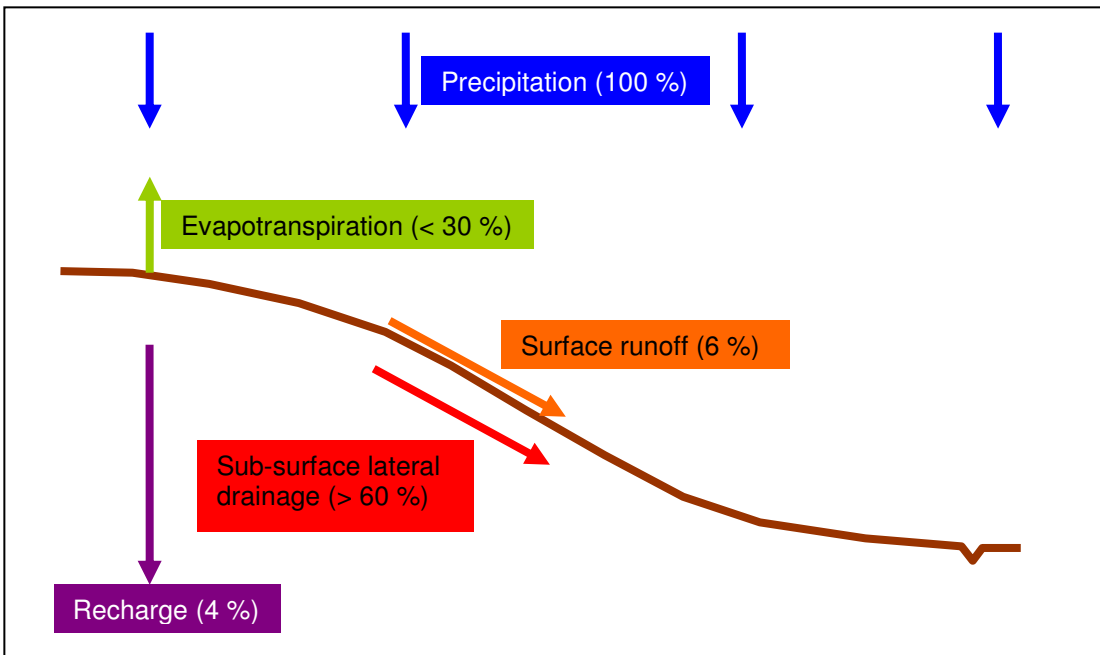 Precipitation (100 %)
Evapotranspiration (< 30 %)
Surface runoff (6 %)
Sub-surface lateral
drainage (> 60 %)
Recharge (4 %)